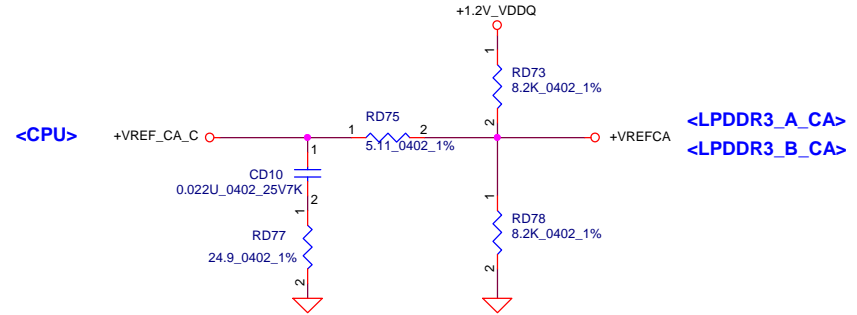 +1.2V_VDDQ
1
RD73
8.2K_0402_1%
2
<CPU>
+VREF_CA_C
RD75
1
2
5.11_0402_1%
+VREFCA
<LPDDR3_A_CA>
<LPDDR3_B_CA>
1
CD10
0.022U_0402_25V7K
2
1
RD77
24.9_0402_1%
2
1
RD78
8.2K_0402_1%
2